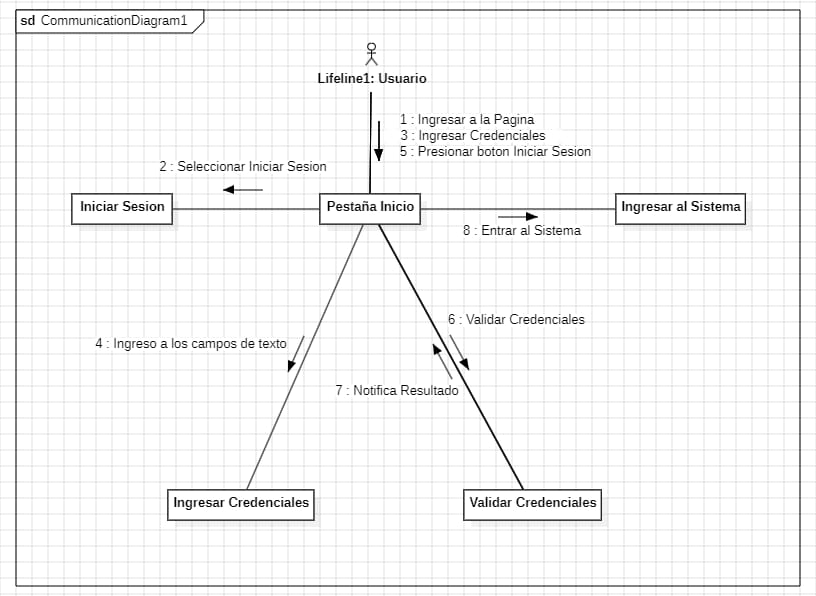 sd CommunicationDiagram1
Lifeline1: Usuario
1 : Ingresar a la Pagina
3 : Ingresar Credenciales
5 : Presionar boton Iniciar Sesion
2 : Seleccionar Iniciar Sesion
Iniciar Sesion
Pestaña Inicio
Ingresar al Sistema
8 : Entrar al Sistema
6 : Validar Credenciales
4 : Ingreso a los campos de texto
7 : Notifica Resultado
Ingresar Credenciales
Validar Credenciales